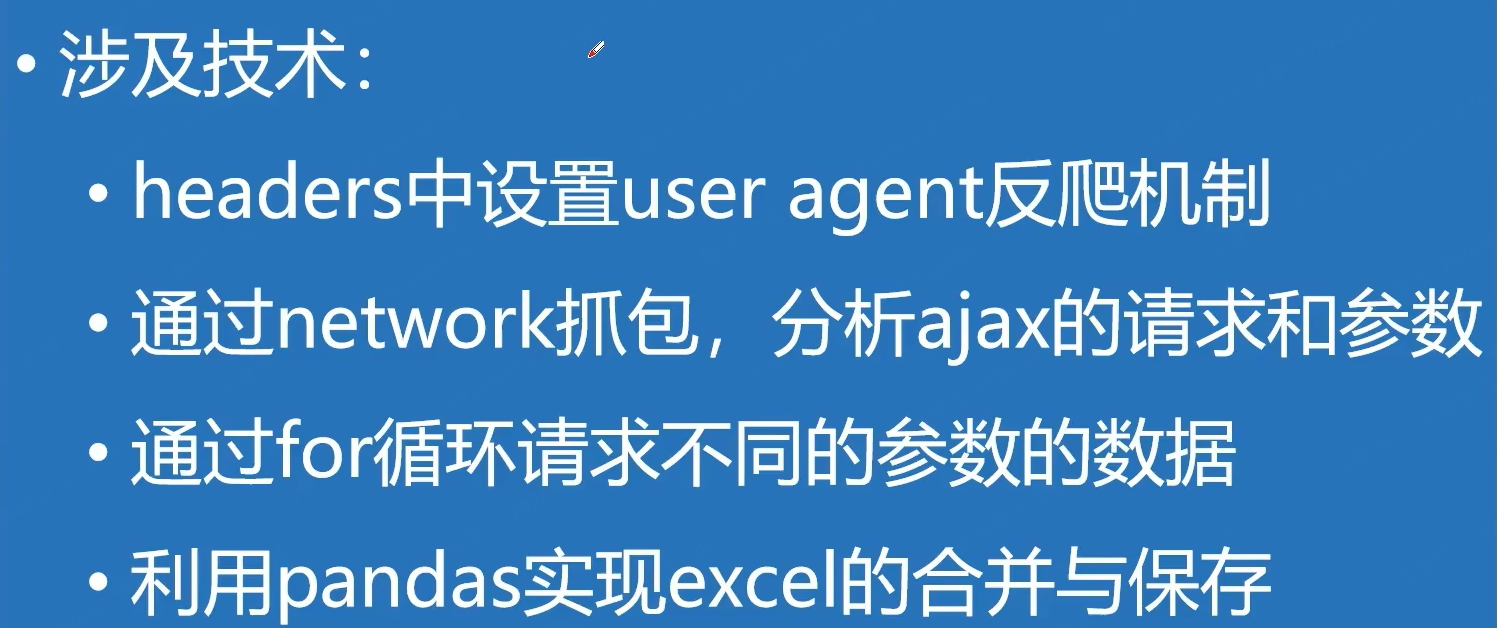 • 涉及技术：
• headers中设置user agent反爬机制
• 通过network抓包，分析ajax的请求和参数
• 通过for循环请求不同的参数的数据
• 利用pandas实现excel的合并与保存